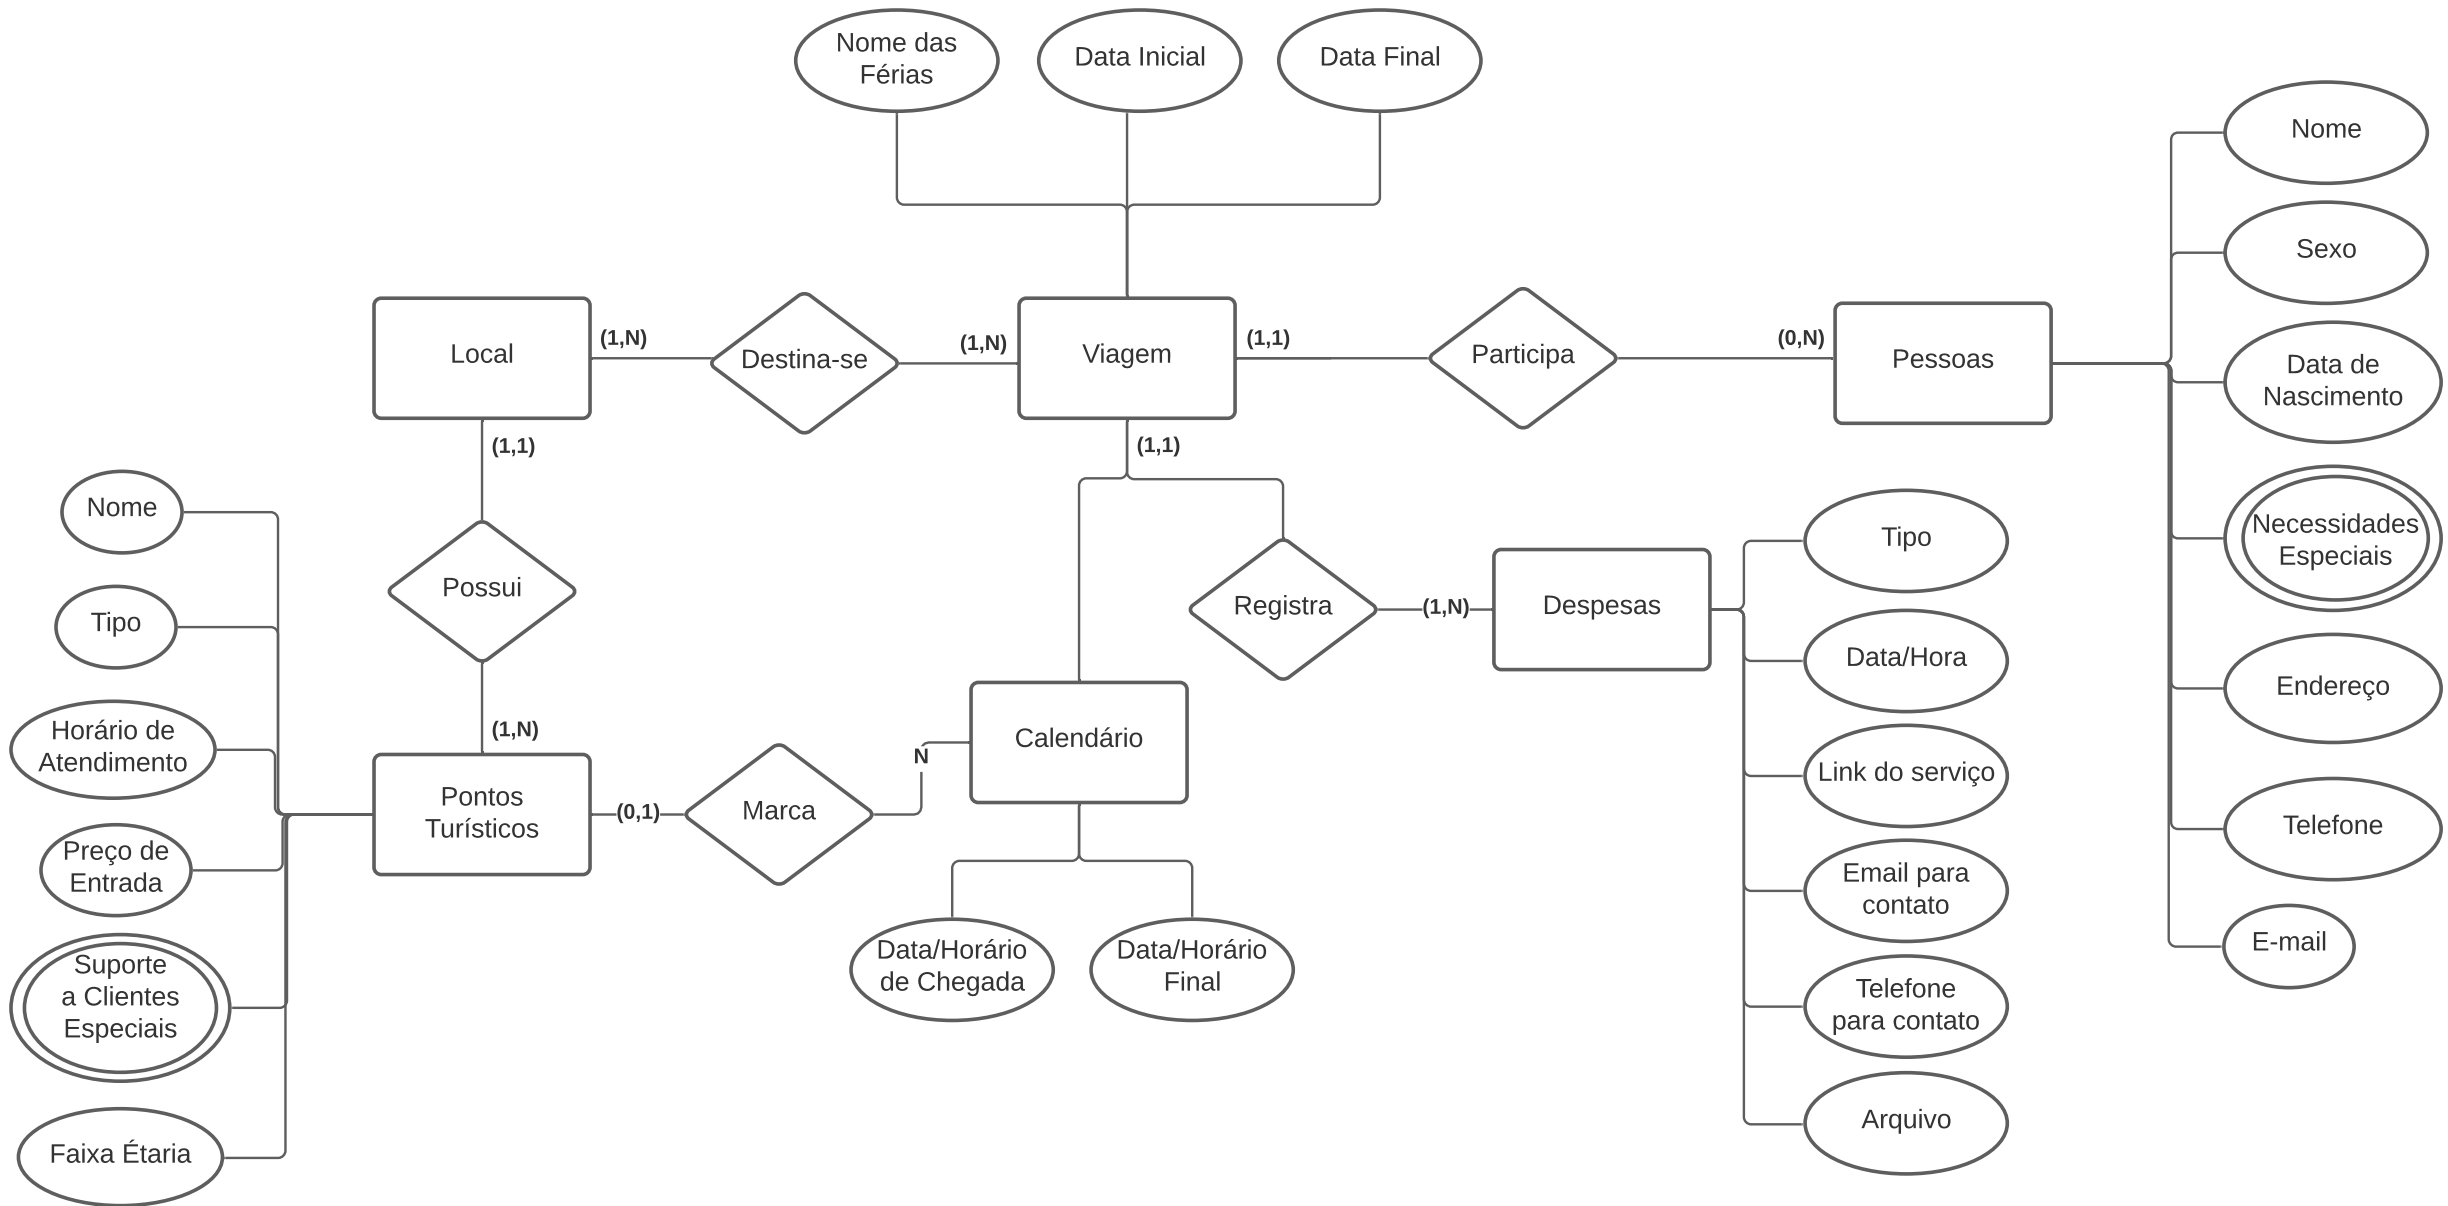 Nome das
Férias
Data Inicial
Data Final
Nome
Sexo
Data de
Nascimento
Necessidades
Especiais
Endereço
Telefone
E-mail
Local
(1,N)
Destina-se
(1,N)
Viagem
(1,1)
Participa
(0,N)
Pessoas
(1,1)
(1,1)
Possui
(1,N)
Registra
(1,N)
Despesas
Tipo
Data/Hora
Link do serviço
Email para
contato
Telefone
para contato
Arquivo
Nome
Tipo
Horário de
Atendimento
Preço de
Entrada
Suporte
a Clientes
Especiais
Faixa Étaria
Pontos
Turísticos
(0,1)
Marca
N
Calendário
Data/Horário
de Chegada
Data/Horário
Final